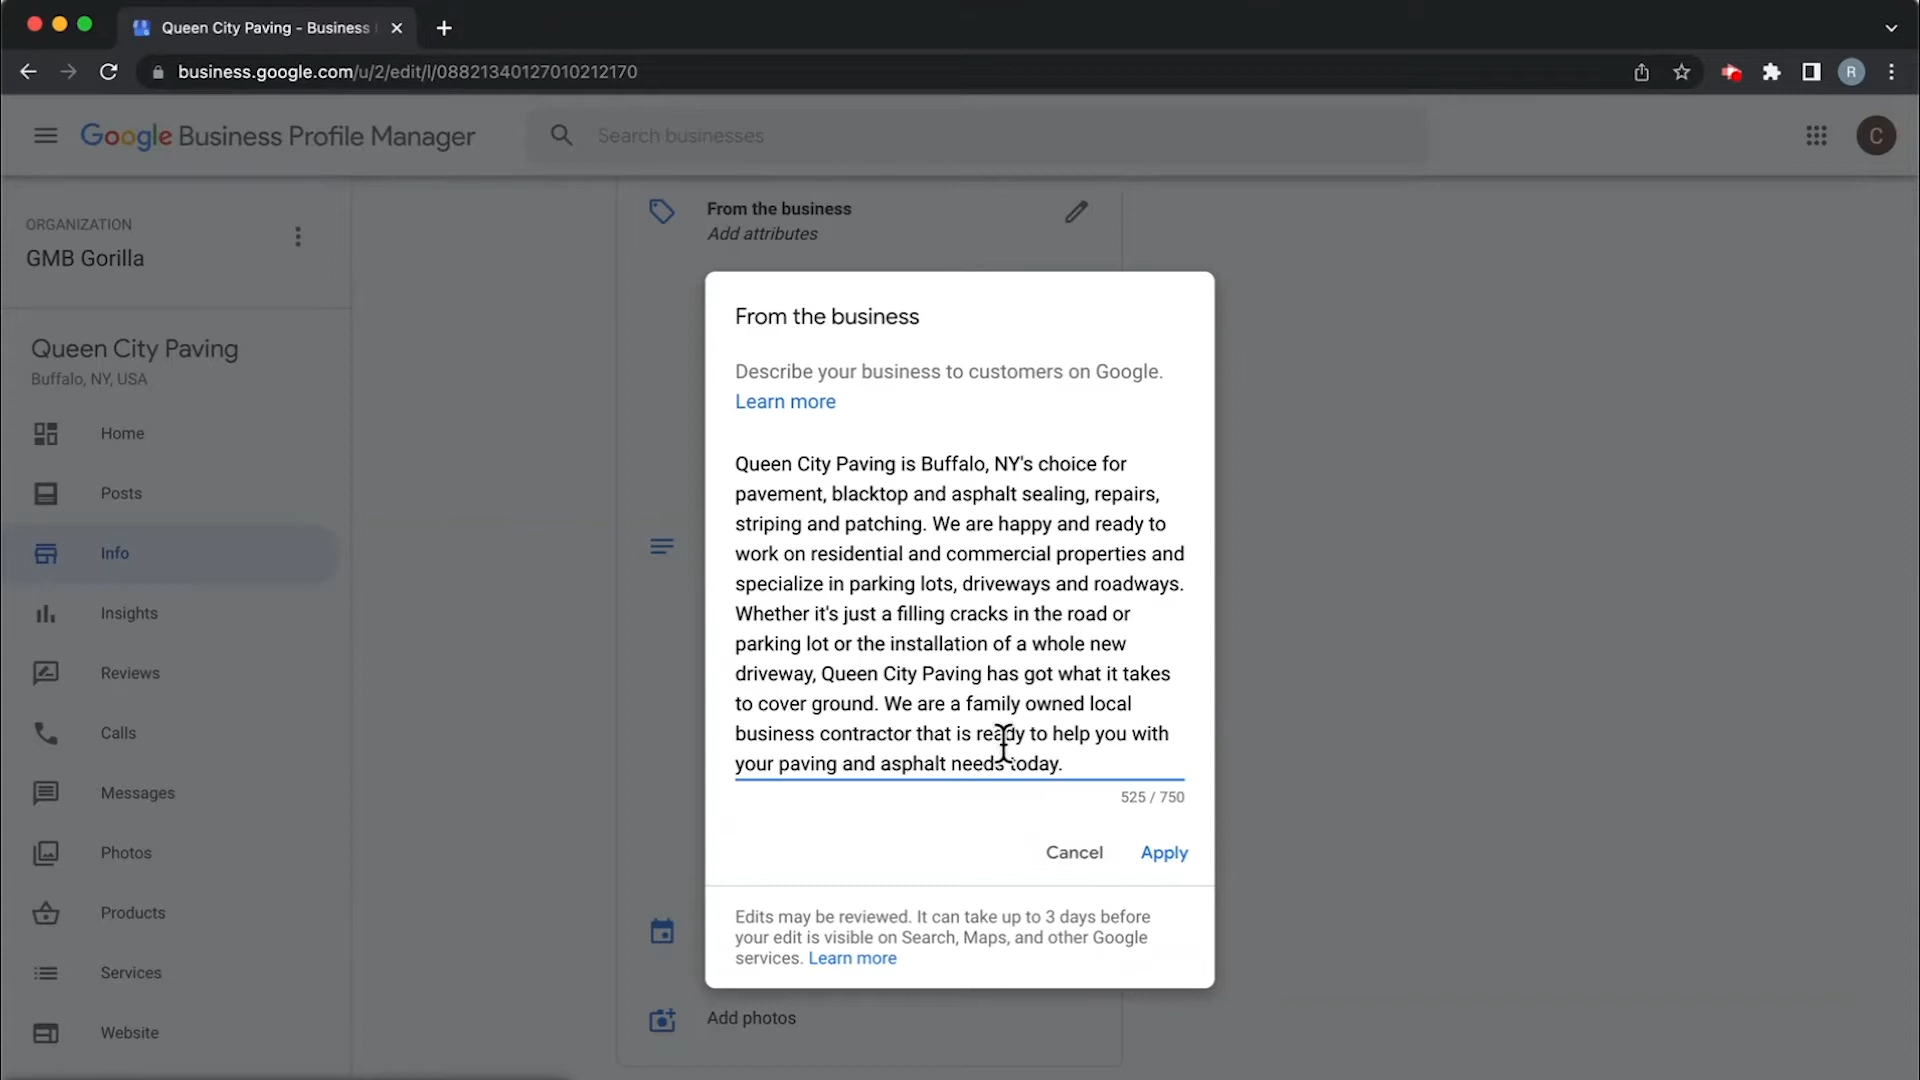 Queen City Paving - Business
business.google.com/u/2/edit/l/08821340127010212170
R
Google Business Profile Manager
Search businesses
C
ORGANIZATION
GMB Gorilla
Queen City Paving
Buffalo, NY, USA
Home
Posts
Info
Insights
Reviews
Calls
Messages
Photos
Products
Services
Website
From the business
Add attributes
From the business
Describe your business to customers on Google.
Learn more
Queen City Paving is Buffalo, NY's choice for
pavement, blacktop and asphalt sealing, repairs,
striping and patching. We are happy and ready to
work on residential and commercial properties and
specialize in parking lots, driveways and roadways.
Whether it's just a filling cracks in the road or
parking lot or the installation of a whole new
driveway, Queen City Paving has got what it takes
to cover ground. We are a family owned local
business contractor that is ready to help you with
your paving and asphalt needs today.
525 / 750
Cancel
Apply
Edits may be reviewed. It can take up to 3 days before
your edit is visible on Search, Maps, and other Google
services. Learn more
Add photos